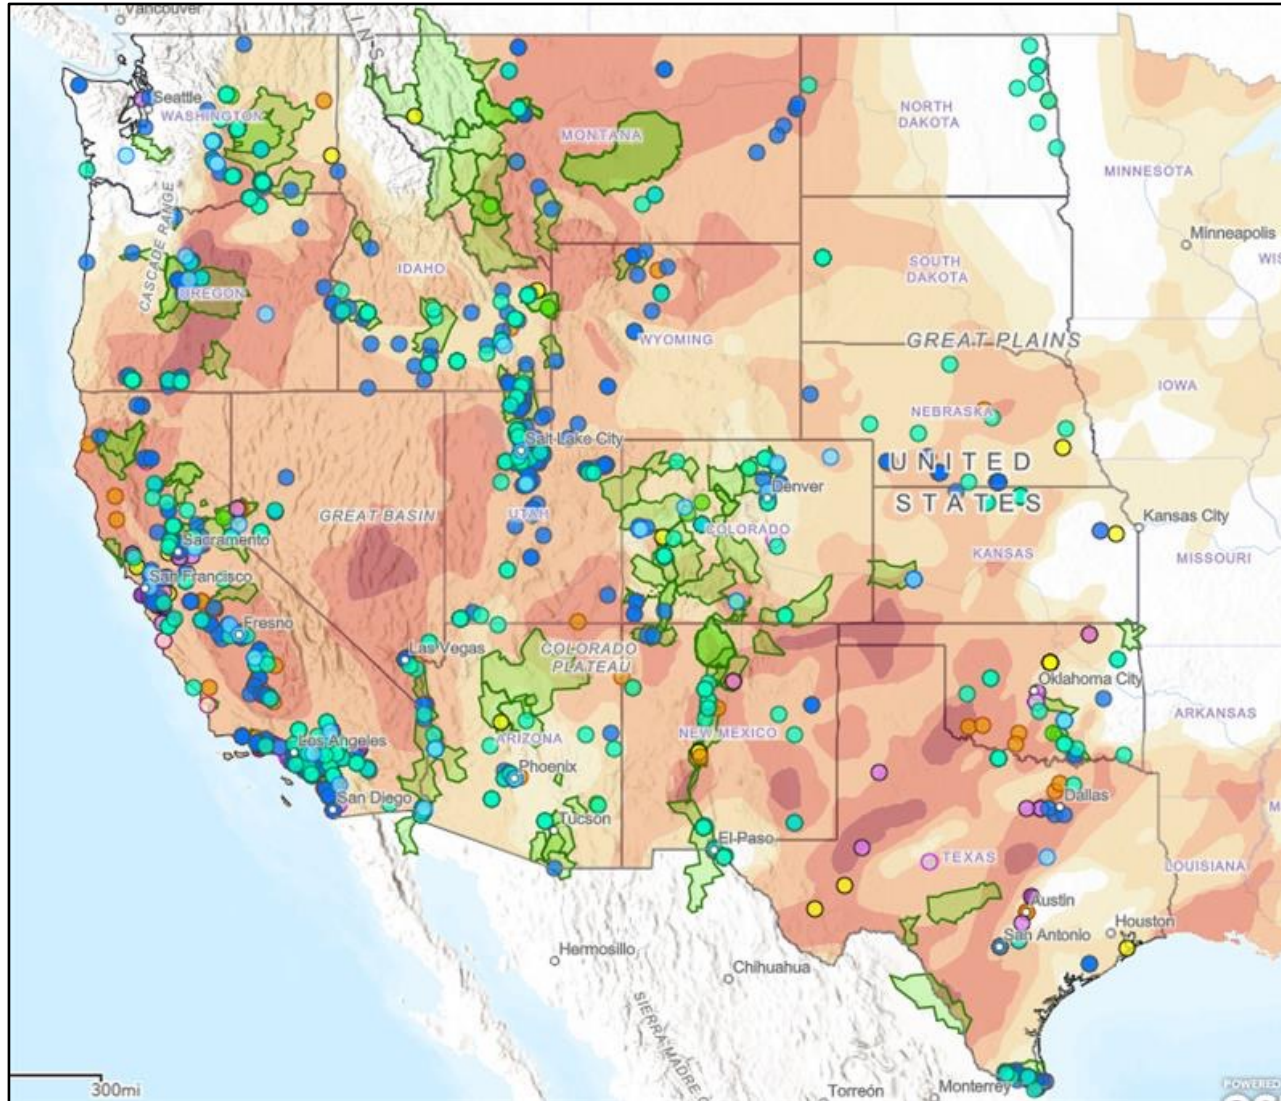 Vancouver
I-N-S
Seattle
WASHINGTON
CASCADE RANGE
MONTANA
NORTH
DAKOTA
MINNESOTA
Minneapolis
WIS
OREGON
IDAHO
SOUTH
DAKOTA
WYOMING
GREAT PLAINS
IOWA
NEBRASKA
Salt Lake City
UNITED
STATES
Denver
GREAT BASIN
UTAH
COLORADO
Kansas City
KANSAS
MISSOURI
Sacramento
San Francisco
Fresno
Las Vegas
COLORADO
PLATEAU
Oklahoma City
ARKANSAS
Los Angeles
ARIZONA
NEW MEXICO
Phoenix
San Diego
Dallas
M
Tucson
El Paso
TEXAS
LOUISIANA
Austin
Houston
San Antonio
Hermosillo
Chihuahua
SIERRA MADRE
300mi
Torreón
Monterrey
POWERED